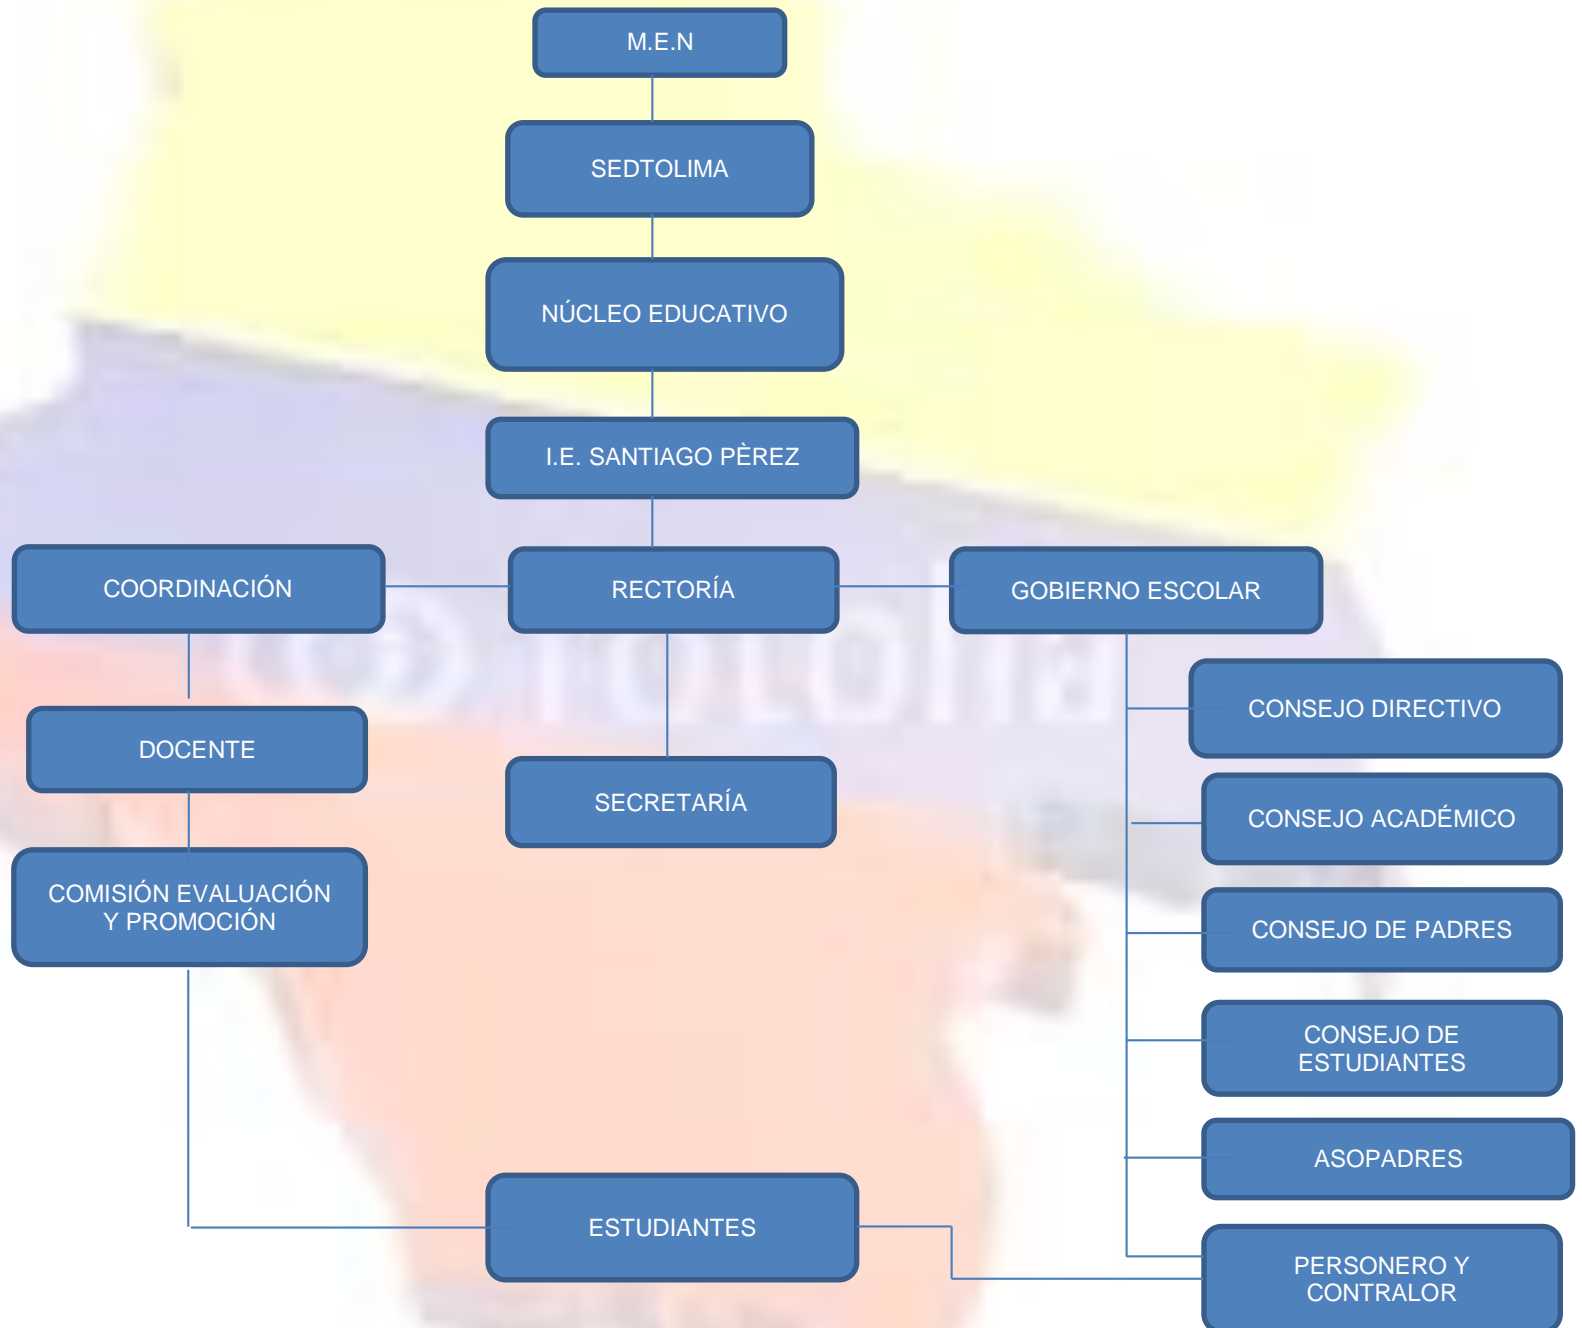 M.E.N
SEDTOLIMA
NÚCLEO EDUCATIVO
I.E. SANTIAGO PÈREZ
COORDINACIÓN
RECTORÍA
GOBIERNO ESCOLAR
CONSEJO DIRECTIVO
DOCENTE
SECRETARÍA
CONSEJO ACADÉMICO
COMISIÓN EVALUACIÓN
Y PROMOCIÓN
CONSEJO DE PADRES
CONSEJO DE
ESTUDIANTES
ASOPADRES
ESTUDIANTES
PERSONERO Y
CONTRALOR